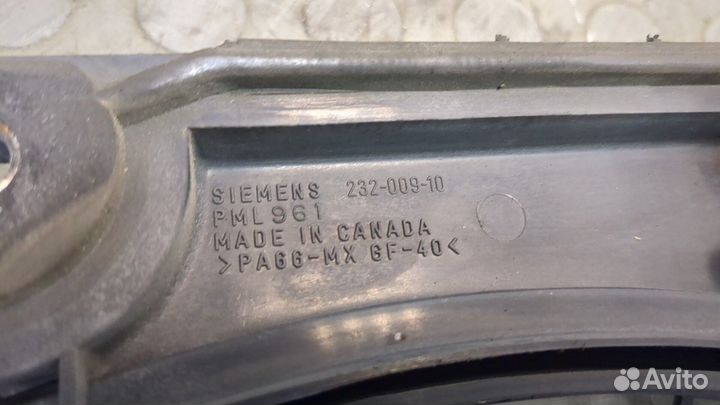 SIEMENS 232-009-10
PML961
MADE IN CANADA
>PA66-MX GF-40<
Avito